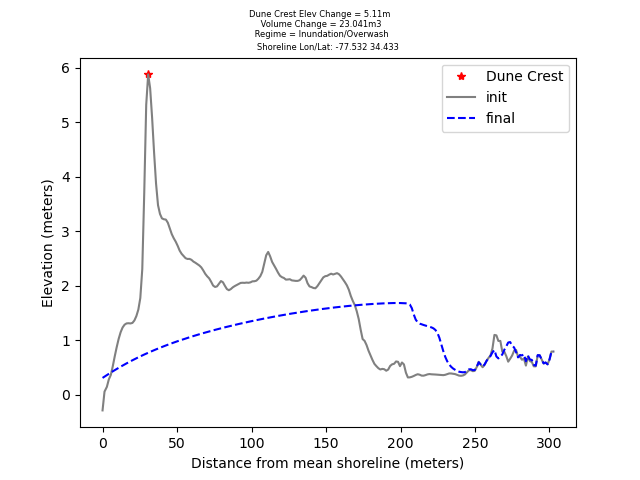 Dune Crest Elev Change = 5.11m
Volume Change = 23.041m3
Regime = Inundation/Overwash
Shoreline Lon/Lat: -77.532 34.433
Dune Crest
init
final
6
5
4
3
2
1
0
Elevation (meters)
0 50 100 150 200 250 300
Distance from mean shoreline (meters)